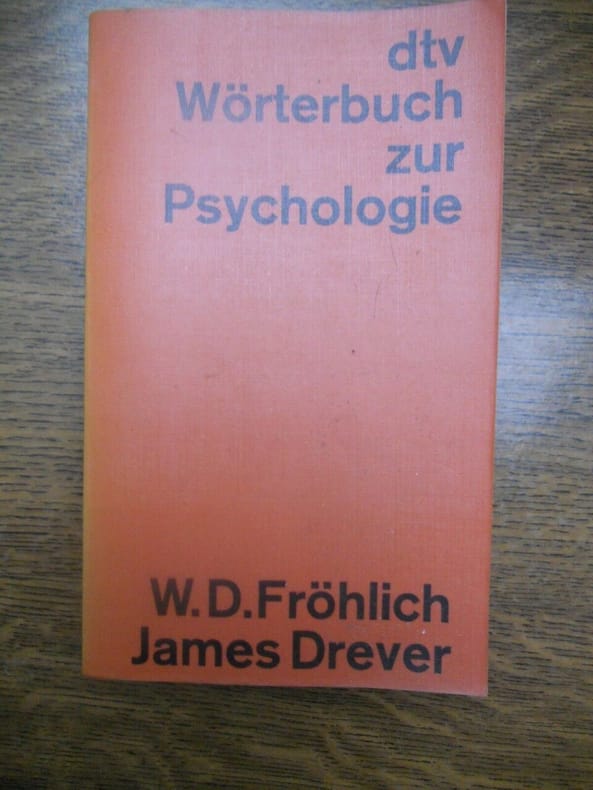 dtv
Wörterbuch
zur
Psychologie
W.D.Fröhlich
James Drever